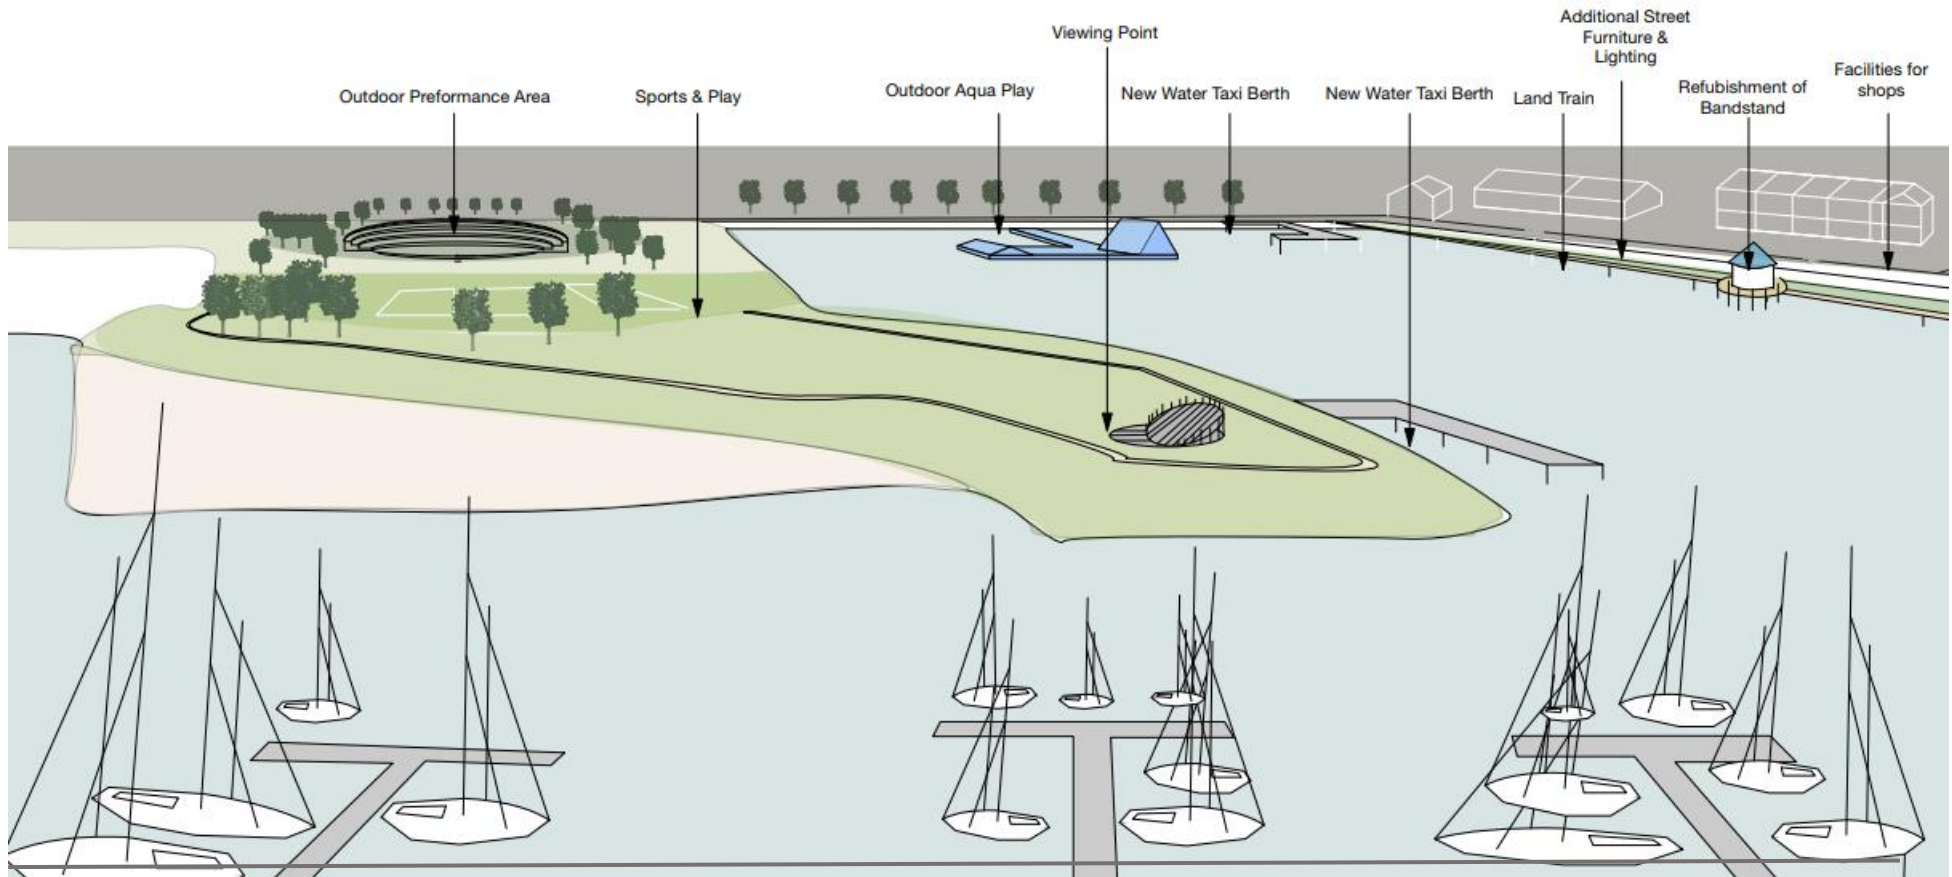 Additional Street
Furniture &
Lighting
Viewing Point
Facilities for
shops
Refubishment of
Bandstand
Outdoor Preformance Area
Sports & Play
Outdoor Aqua Play
New Water Taxi Berth
New Water Taxi Berth
Land Train